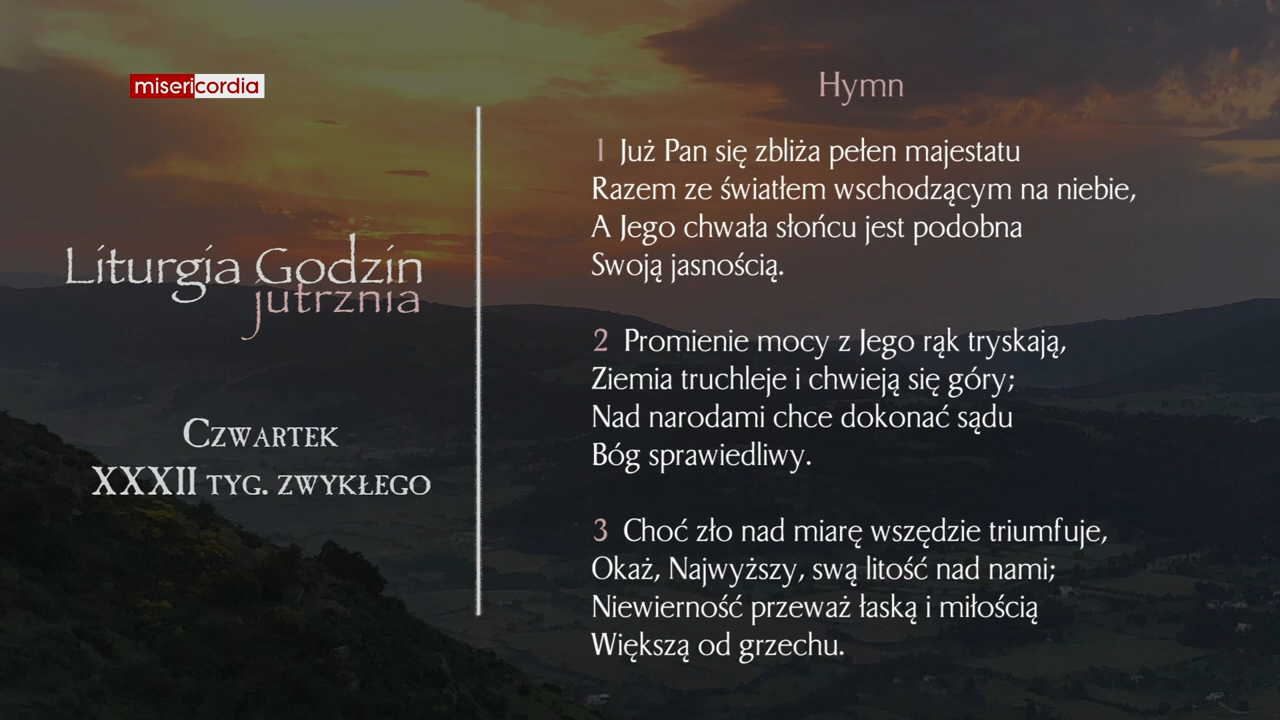 misericordia
Liturgia Godzin
jutrznia
Czwartek
XXXII tyg. zwykłego
Hymn
1 Już Pan się zbliża pełen majestatu
Razem ze światłem wschodzącym na niebie,
A Jego chwała słońcu jest podobna
Swoją jasnością.
2 Promienie mocy z Jego rąk tryskają,
Ziemia truchleje i chwieją się góry;
Nad narodami chce dokonać sądu
Bóg sprawiedliwy.
3 Choć zło nad miarę wszędzie triumfuje,
Okaż, Najwyższy, swą litość nad nami;
Niewierność przeważ łaską i miłością
Większą od grzechu.